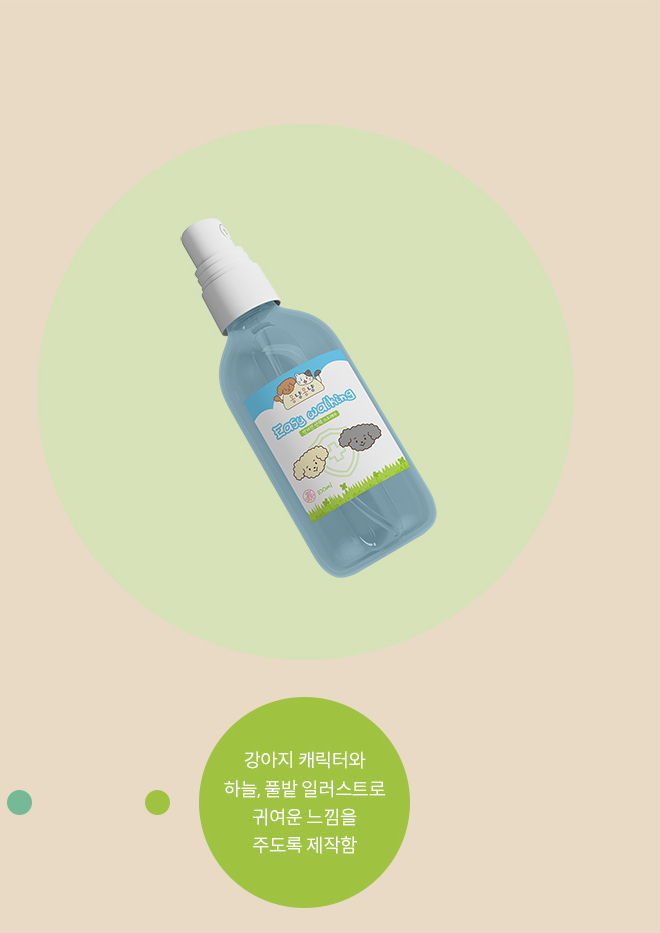 Easy walking
100ml
강아지 캐릭터와
하늘, 풀밭 일러스트로
귀여운 느낌을
주도록 제작함